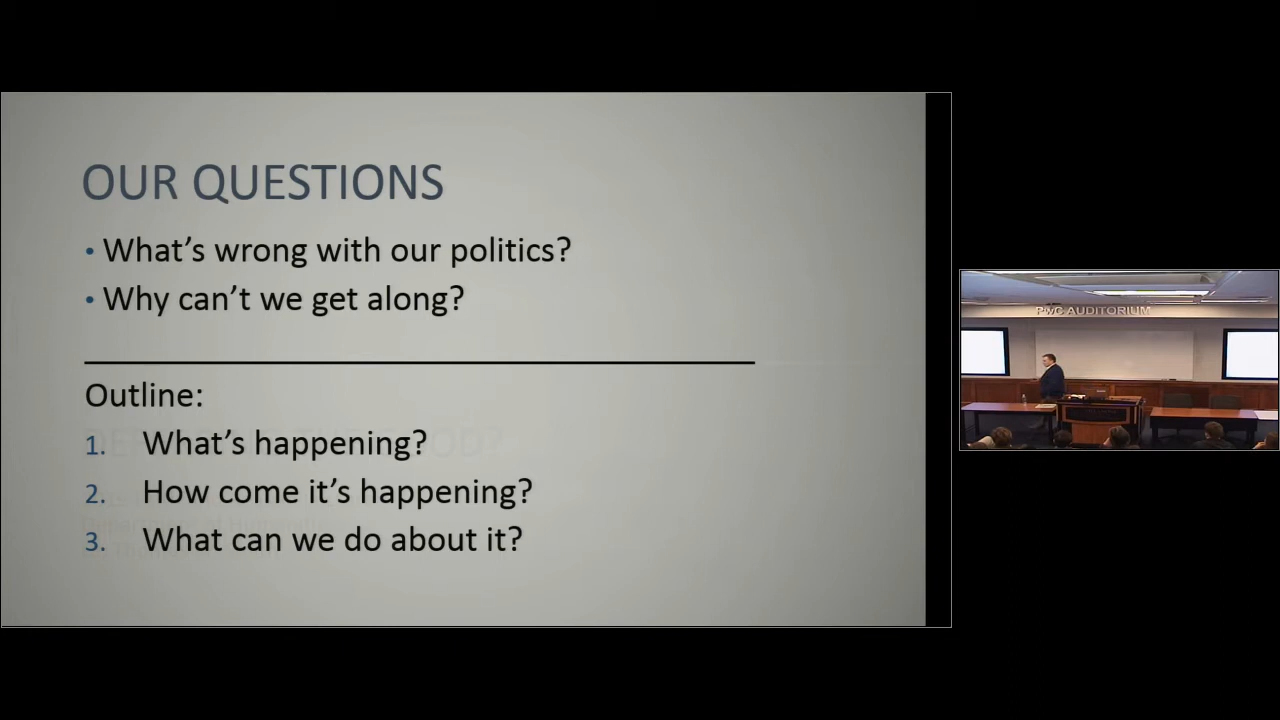 OUR QUESTIONS
• What's wrong with our politics?
• Why can't we get along?
Outline:
1. What's happening?
2. How come it's happening?
3. What can we do about it?
PWC AUDITORIUM